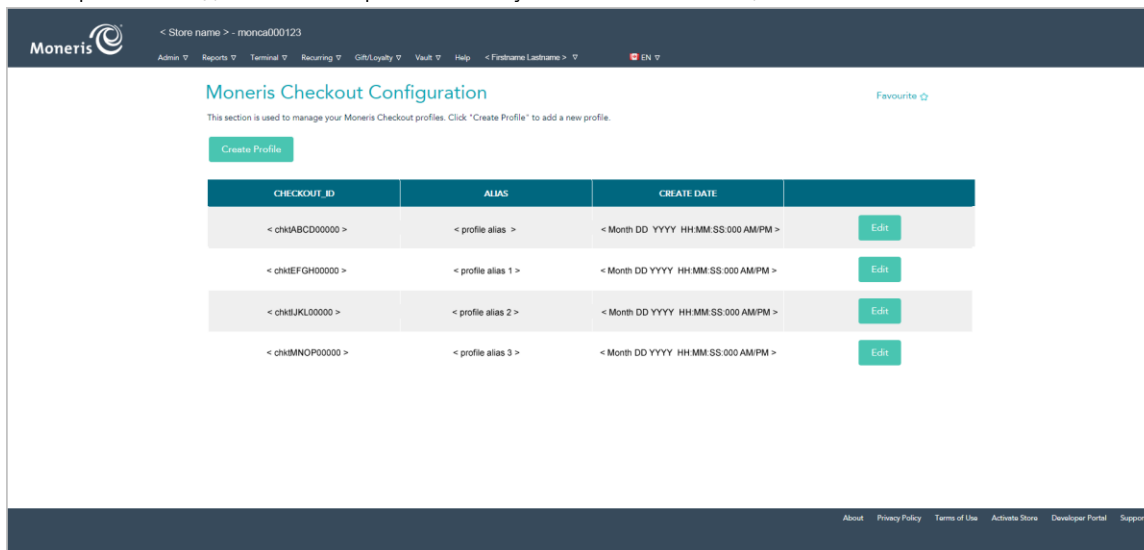 < Store name > - monca000123
Moneris
Admin ▽ Reports ▽ Terminal ▽ Recurring ▽ Gift/Loyalty ▽ Vault ▽ Help < Firstname Lastname > ▽ EN ▽
Moneris Checkout Configuration
Favourite ☆
This section is used to manage your Moneris Checkout profiles. Click "Create Profile" to add a new profile.
Create Profile
CHECKOUT_ID ALIAS CREATE DATE
< chktABCD00000 > < profile alias > < Month DD YYYY HH:MM:SS:000 AM/PM > Edit
< chktEFGH00000 > < profile alias 1 > < Month DD YYYY HH:MM:SS:000 AM/PM > Edit
< chktIJKL00000 > < profile alias 2 > < Month DD YYYY HH:MM:SS:000 AM/PM > Edit
< chktMNOP00000 > < profile alias 3 > < Month DD YYYY HH:MM:SS:000 AM/PM > Edit
About Privacy Policy Terms of Use Activate Store Developer Portal Suppor